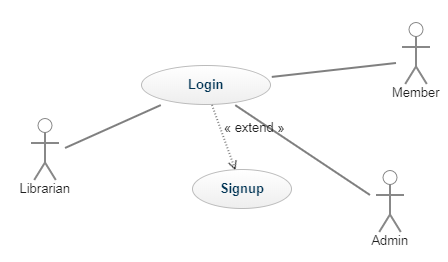 Login
Member
« extend »
Librarian
Signup
Admin